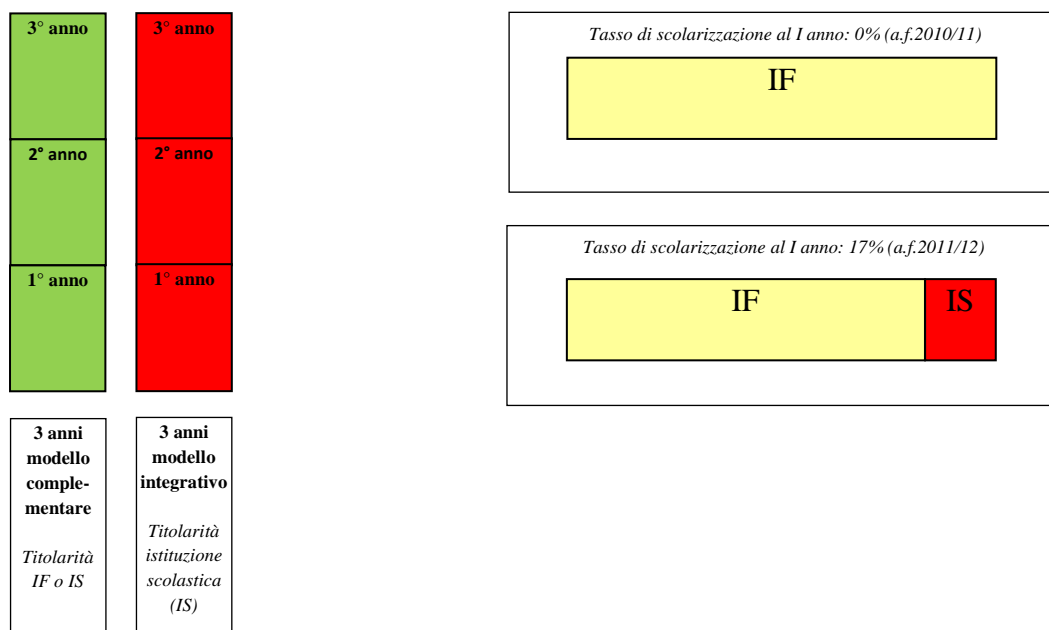 3° anno
2° anno
1° anno
3 anni
modello
comple-
mentare
Titolarità
IF o IS
3° anno
2° anno
1° anno
3 anni
modello
integrativo
Titolarità
istituzione
scolastica
(IS)
Tasso di scolarizzazione al I anno: 0% (a.f.2010/11)
IF
Tasso di scolarizzazione al I anno: 17% (a.f.2011/12)
IF
IS